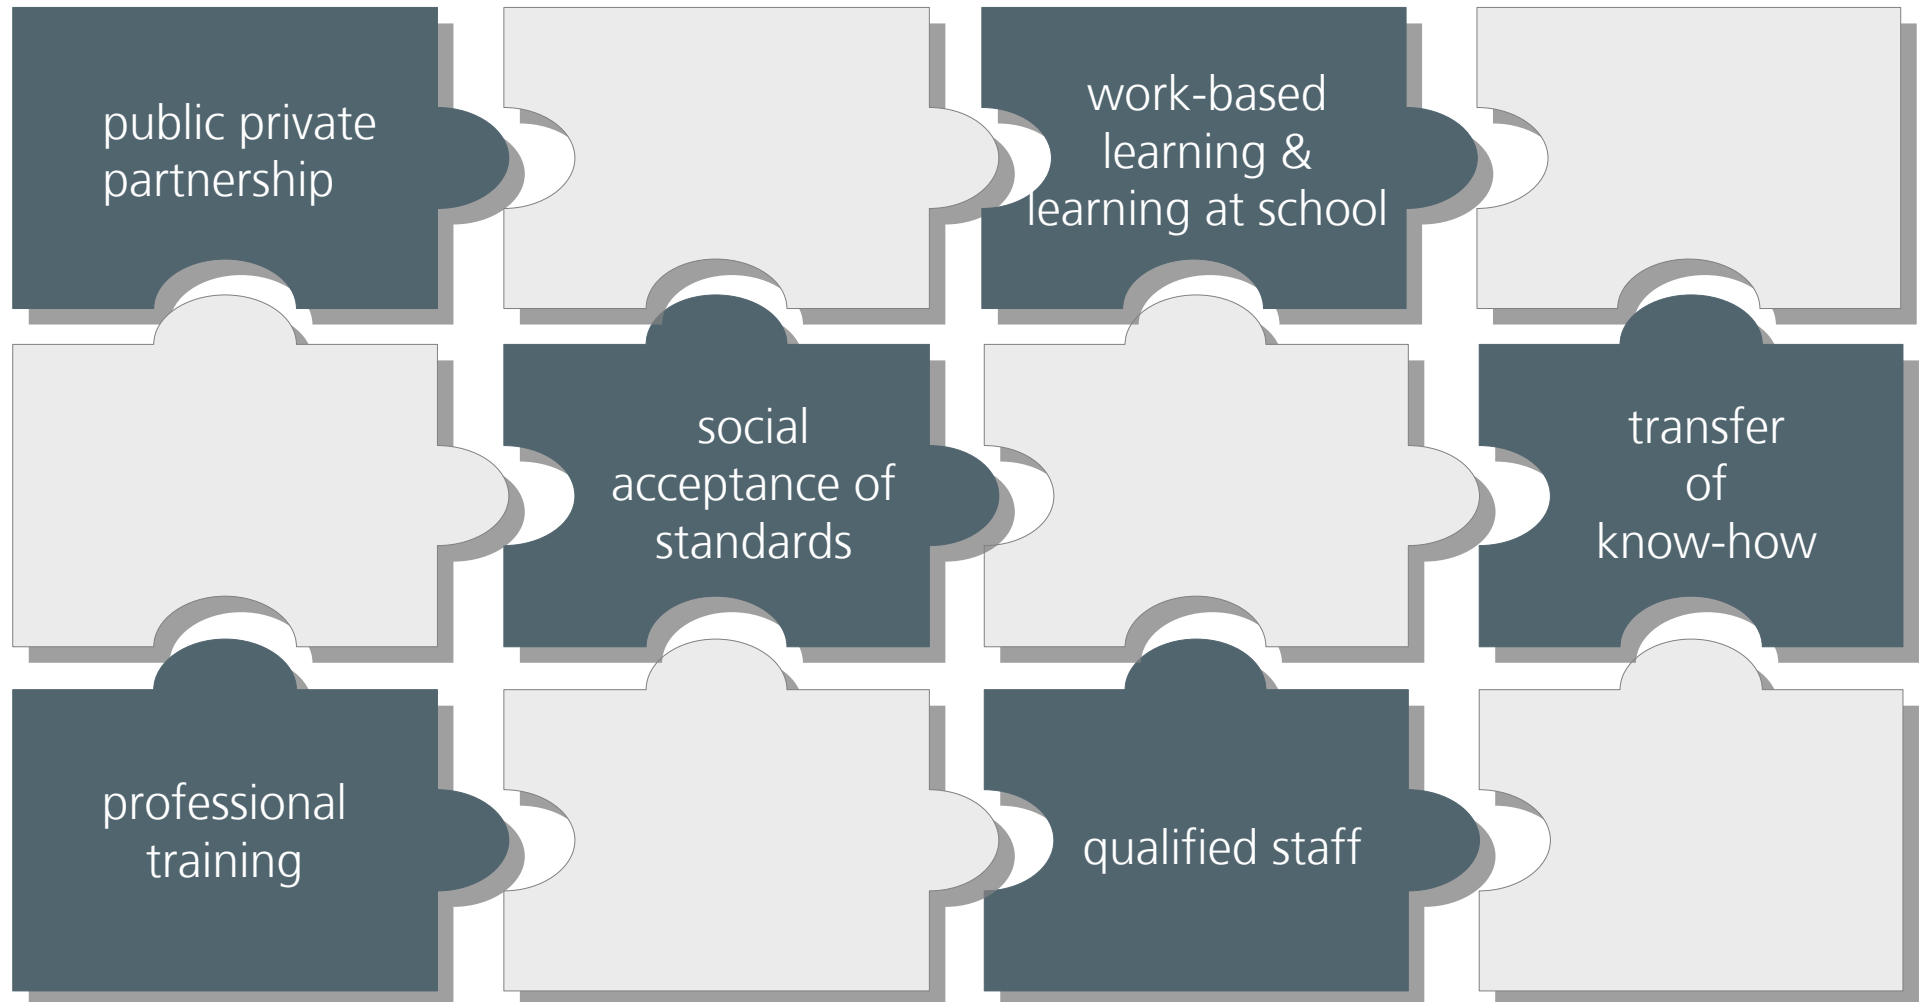 public private
partnership
work-based
learning &
learning at school
social
acceptance of
standards
transfer
of
know-how
professional
training
qualified staff